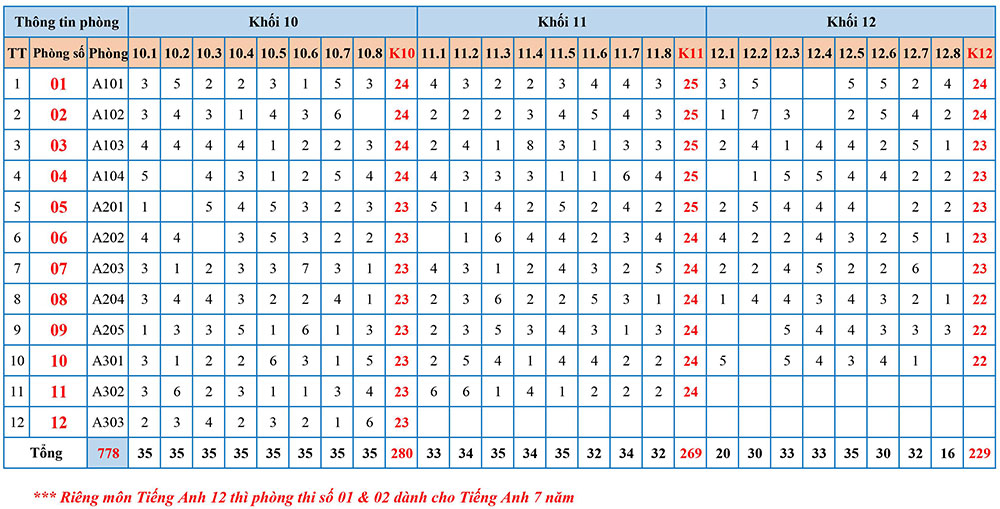 Thông tin phòng Khối 10 Khối 11 Khối 12
TT Phòng số Phòng 10.1 10.2 10.3 10.4 10.5 10.6 10.7 10.8 K10 11.1 11.2 11.3 11.4 11.5 11.6 11.7 11.8 K11 12.1 12.2 12.3 12.4 12.5 12.6 12.7 12.8 K12
1 01 A101 3 5 2 2 3 1 5 3 24 4 3 2 2 3 4 4 3 25 3 5 5 5 2 4 24
2 02 A102 3 4 3 1 4 3 6 24 2 2 2 3 4 5 4 3 25 1 7 3 2 5 4 2 24
3 03 A103 4 4 4 4 1 2 2 3 24 2 4 1 8 3 1 3 3 25 2 4 1 4 4 2 5 1 23
4 04 A104 5 4 3 1 2 5 4 24 4 3 3 3 1 1 6 4 25 1 5 5 4 4 2 2 23
5 05 A201 1 5 4 5 3 2 3 23 5 1 4 2 5 2 4 2 25 2 5 4 4 4 2 2 23
6 06 A202 4 4 3 5 3 2 2 23 1 6 4 4 2 3 4 24 4 2 2 4 3 2 5 1 23
7 07 A203 3 1 2 3 3 7 3 1 23 4 3 1 2 4 3 2 5 24 2 2 4 5 2 2 6 23
8 08 A204 3 4 4 3 2 2 4 1 23 2 3 6 2 2 5 3 1 24 1 4 4 3 4 3 2 1 22
9 09 A205 1 3 3 5 1 6 1 3 23 2 3 5 3 4 3 1 3 24 5 4 4 3 3 3 22
10 10 A301 3 1 2 2 6 3 1 5 23 2 5 4 1 4 4 2 2 24 5 5 4 3 4 1 22
11 11 A302 3 6 2 3 1 1 3 4 23 6 6 1 4 1 2 2 2 24
12 12 A303 2 3 4 2 3 2 1 6 23
Tổng 778 35 35 35 35 35 35 35 35 280 33 34 35 34 35 32 34 32 269 20 30 33 33 35 30 32 16 229
*** Riêng môn Tiếng Anh 12 thì phòng thi số 01 & 02 dành cho Tiếng Anh 7 năm